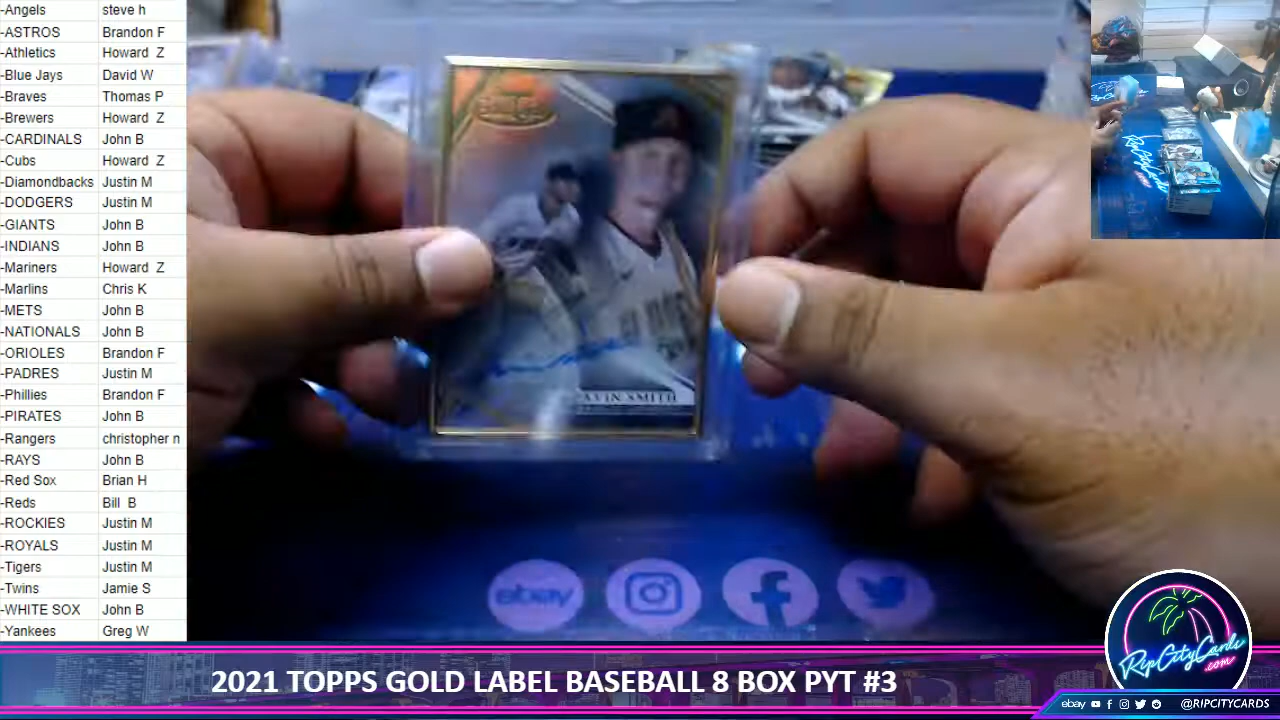 -Angels steve h
-ASTROS Brandon F
-Athletics Howard Z
-Blue Jays David W
-Braves Thomas P
-Brewers Howard Z
-CARDINALS John B
-Cubs Howard Z
-Diamondbacks Justin M
-DODGERS Justin M
-GIANTS John B
-INDIANS John B
-Mariners Howard Z
-Marlins Chris K
-METS John B
-NATIONALS John B
-ORIOLES Brandon F
-PADRES Justin M
-Phillies Brandon F
-PIRATES John B
-Rangers christopher n
-RAYS John B
-Red Sox Brian H
-Reds Bill B
-ROCKIES Justin M
-ROYALS Justin M
-Tigers Justin M
-Twins Jamie S
-WHITE SOX John B
-Yankees Greg W
SMITH
ebay
RipCityCards
.com
2021 TOPPS GOLD LABEL BASEBALL 8 BOX PYT #3
ebay @RIPCITYCARDS